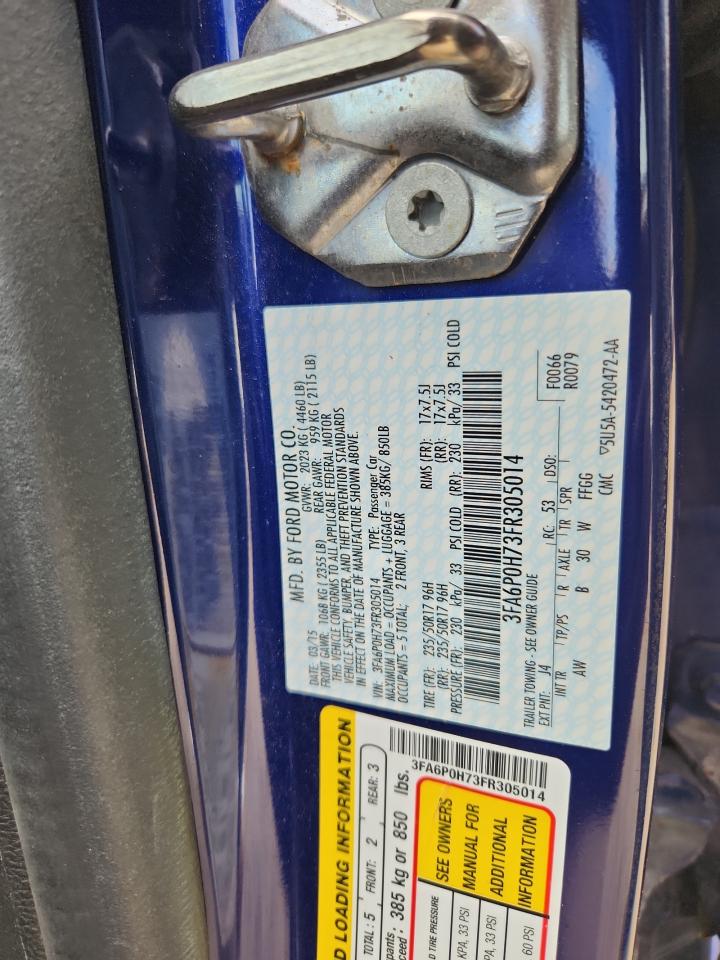 MFD. BY FORD MOTOR CO.
DATE: 03/15 GVWR: 2023 KG ( 4460 LB)
FRONT GAWR: 1068 KG ( 2355 LB) REAR GAWR: 959 KG ( 2115 LB)
THIS VEHICLE CONFORMS TO ALL APPLICABLE FEDERAL MOTOR
VEHICLE SAFETY, BUMPER, AND THEFT PREVENTION STANDARDS
IN EFFECT ON THE DATE OF MANUFACTURE SHOWN ABOVE.
VIN: 3FA6P0H73FR305014 TYPE: Passenger Car
MAXIMUM LOAD = OCCUPANTS + LUGGAGE = 385KG/ 850LB
OCCUPANTS = 5 TOTAL; 2 FRONT, 3 REAR
TIRE (FR): 235/50R17 96H RIMS (FR): 17x7.5J
(RR): 235/50R17 96H (RR): 17x7.5J
PRESSURE (FR): 230 kPa/ 33 PSI COLD (RR): 230 kPa/ 33 PSI COLD
3FA6P0H73FR305014
TRAILER TOWING - SEE OWNER GUIDE
F0066
R0079
EXT PNT: J4 RC: 53 DSO:
INT TR TP/PS R AXLE TR SPR
AW B 30 W FFGG
CMC ▽5U5A-5420472-AA
D LOADING INFORMATION
TOTAL : 5 FRONT: 2 REAR: 3
pants
ceed : 385 kg or 850 lbs.
3FA6P0H73FR305014
D TIRE PRESSURE
KPA, 33 PSI
PA, 33 PSI
60 PSI
SEE OWNERS
MANUAL FOR
ADDITIONAL
INFORMATION